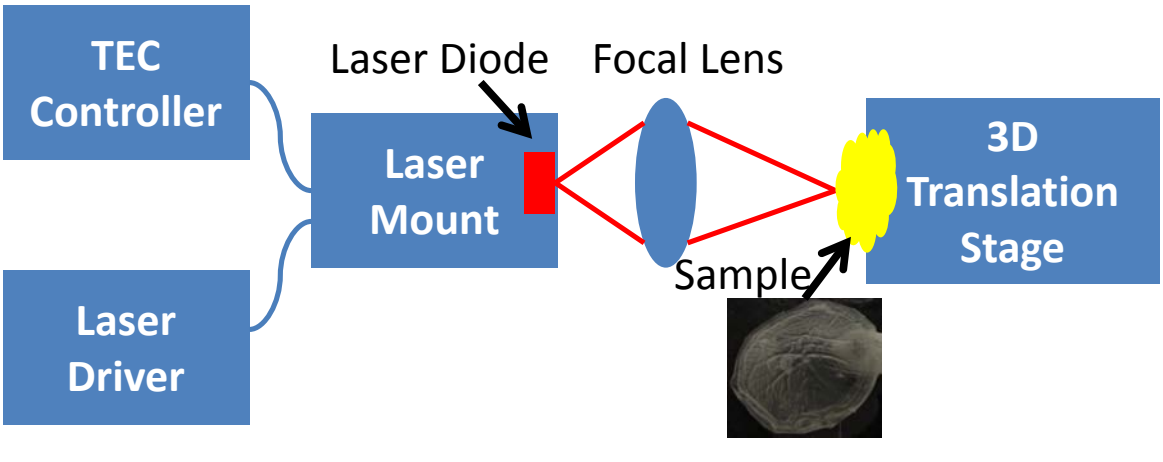 TEC
Controller
Laser Diode
Focal Lens
Laser
Mount
3D
Translation
Stage
Sample
Laser
Driver